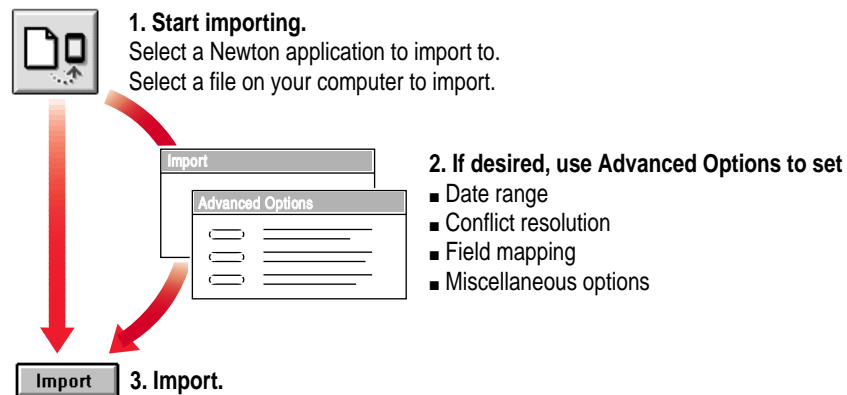 1. Start importing.
Select a Newton application to import to.
Select a file on your computer to import.
Import
Advanced Options
2. If desired, use Advanced Options to set
■ Date range
■ Conflict resolution
■ Field mapping
■ Miscellaneous options
Import
3. Import.